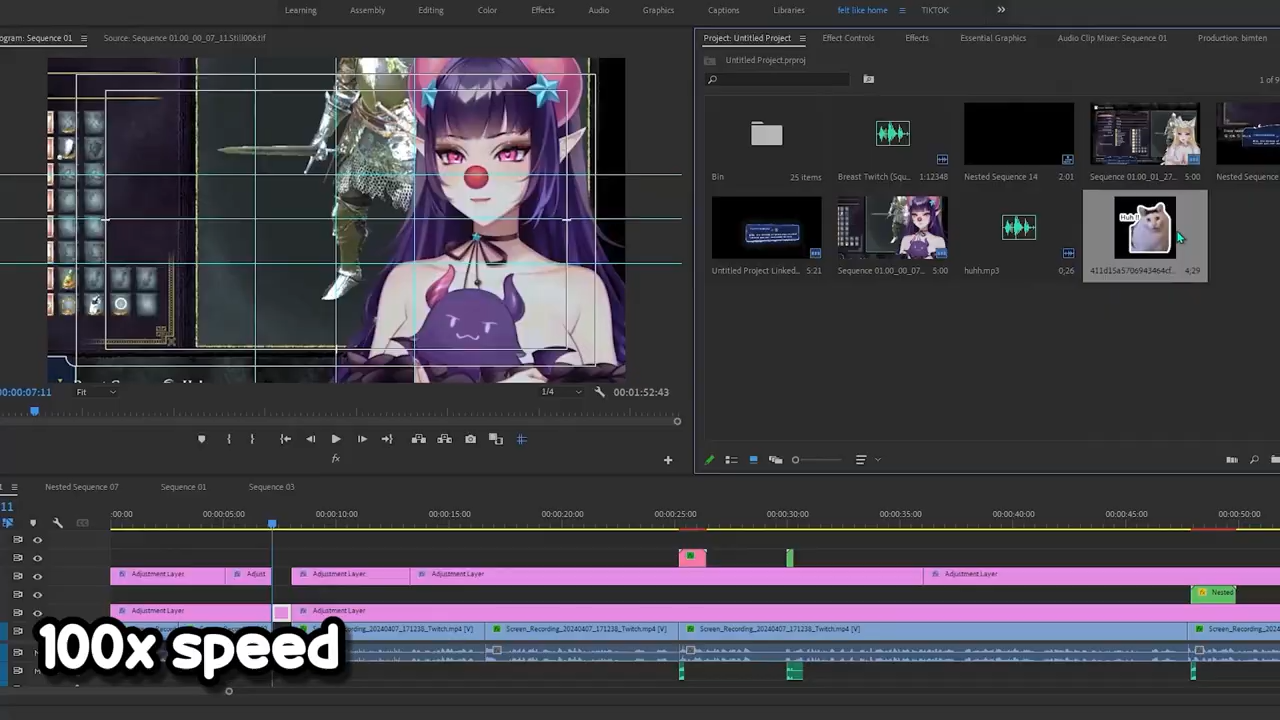 Learning Assembly Editing Color Effects Audio Graphics Captions Libraries felt like home TIKTOK
ogram: Sequence 01 Source: Sequence 01.00_00_07_11.Still006.tif
Project: Untitled Project Effect Controls Effects Essential Graphics Audio Clip Mixer: Sequence 01 Production: bimten
Untitled Project.prproj
1 of 9
Bin 25 items
Breast Twitch (Squ... 1:12348
Nested Sequence 14 2:01
Sequence 01.00_01_27... 5:00
Nested Sequence
Huh !!
Untitled Project Linked... 5:21
Sequence 01.00_00_07... 5:00
huhh.mp3 0;26
411d15a5706943464cf... 4;29
00:00:07:11 Fit 1/4 00:01:52:43
fx
1 Nested Sequence 07 Sequence 01 Sequence 03
11
:00:00 00:00:05:00 00:00:10:00 00:00:15:00 00:00:20:00 00:00:25:00 00:00:30:00 00:00:35:00 00:00:40:00 00:00:45:00 00:00:50:00
Adjustment Layer Adjust Adjustment Layer Adjustment Layer Adjustment Layer
Nested
Adjustment Layer Adjustment Layer
_Recording_20240407_171238_Twitch.mp4 [V] Screen_Recording_20240407_171238_Twitch.mp4 [V] Screen_Recording_20240407_171238_Twitch.mp4 [V] Screen_Recording_20240407
100x speed